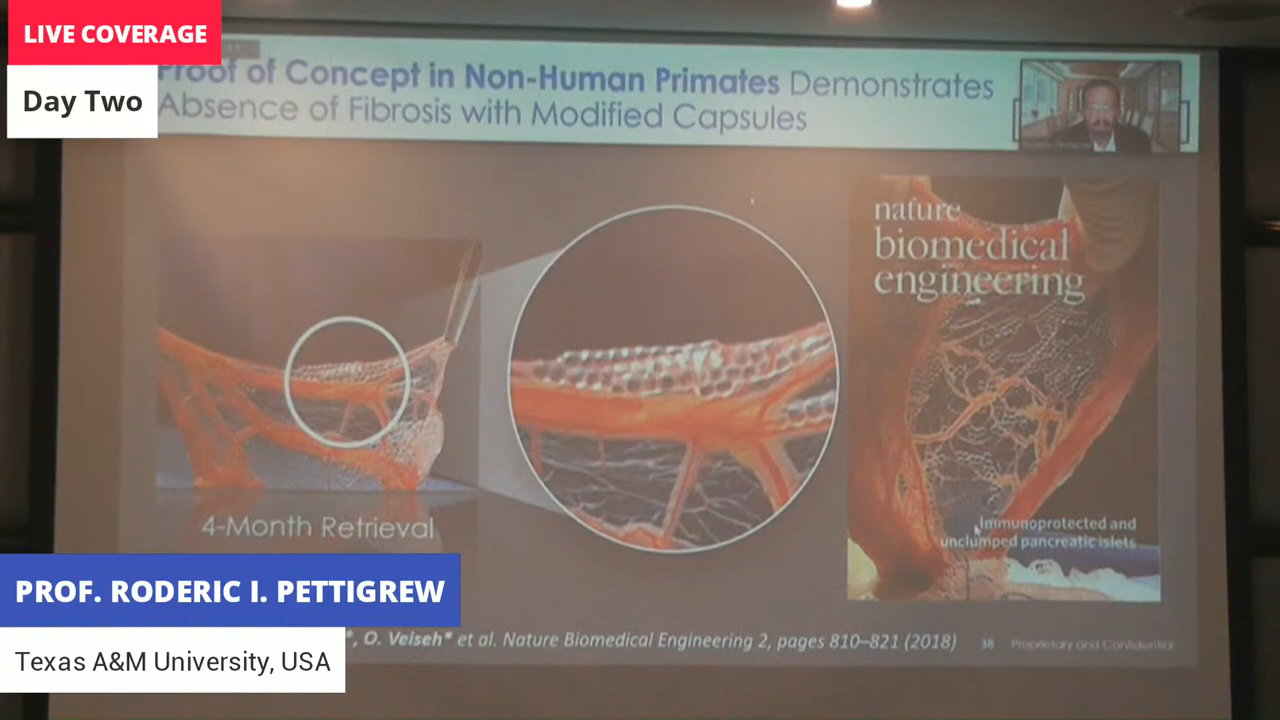 LIVE COVERAGE
Day Two
Proof of Concept in Non-Human Primates Demonstrates
Absence of Fibrosis with Modified Capsules
nature
biomedical
engineering
Immunoprotected and
unclumped pancreatic islets
4-Month Retrieval
PROF. RODERIC I. PETTIGREW
Texas A&M University, USA
*, O. Veiseh* et al. Nature Biomedical Engineering 2, pages 810–821 (2018)
38
Proprietary and Confidential